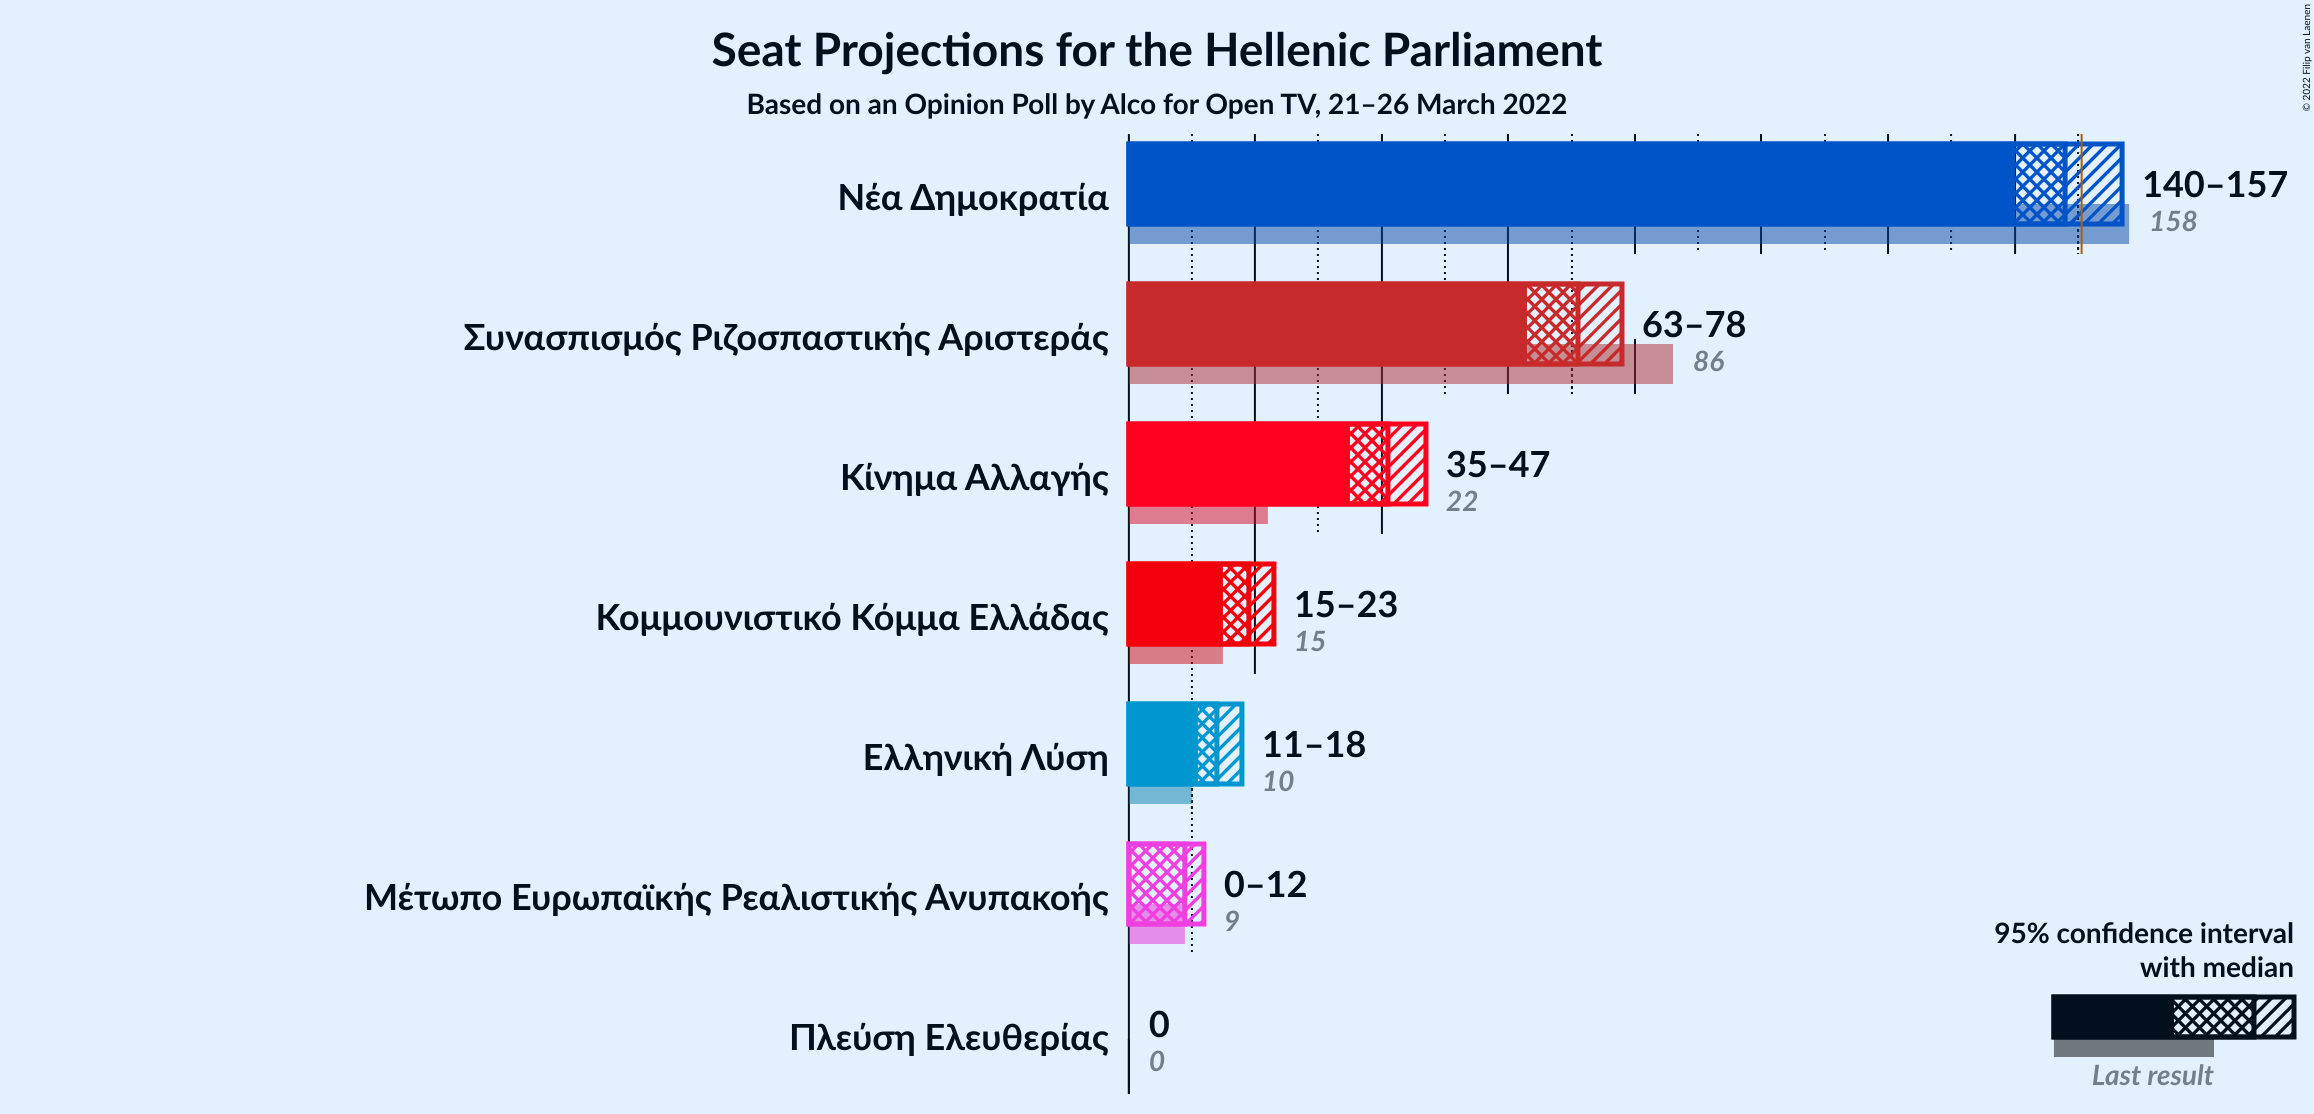 Seat Projections for the Hellenic Parliament
Based on an Opinion Poll by Alco for Open TV, 21–26 March 2022
© 2022 Filip van Laenen
Νέα Δημοκρατία
140–157
158
Συνασπισμός Ριζοσπαστικής Αριστεράς
63–78
86
Κίνημα Αλλαγής
35–47
22
Κομμουνιστικό Κόμμα Ελλάδας
15–23
15
Ελληνική Λύση
11–18
10
Μέτωπο Ευρωπαϊκής Ρεαλιστικής Ανυπακοής
0–12
9
Πλεύση Ελευθερίας
0
0
95% confidence interval
with median
Last result